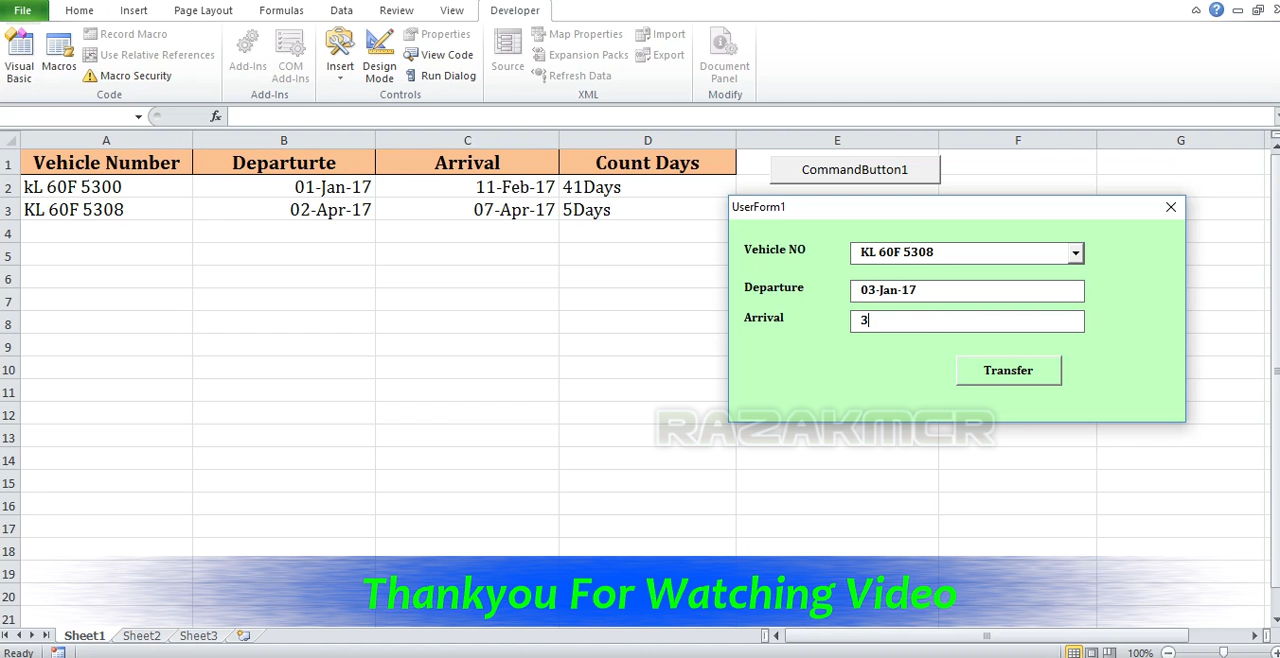 File Home Insert Page Layout Formulas Data Review View Developer
Visual Basic
Macros
Record Macro
Use Relative References
Macro Security
Code
Add-Ins
COM Add-Ins
Add-Ins
Insert
Design Mode
Properties
View Code
Run Dialog
Controls
Source
Map Properties
Expansion Packs
Refresh Data
Import
Export
XML
Document Panel
Modify
fx
A B C D E F G
1 Vehicle Number Departurte Arrival Count Days
2 kL 60F 5300 01-Jan-17 11-Feb-17 41Days
3 KL 60F 5308 02-Apr-17 07-Apr-17 5Days
4
5
6
7
8
9
10
11
12
13
14
15
16
17
18
19
20
21
CommandButton1
UserForm1
Vehicle NO KL 60F 5308
Departure 03-Jan-17
Arrival 3
Transfer
RAZAKMCR
Thankyou For Watching Video
Sheet1 Sheet2 Sheet3
Ready 100%